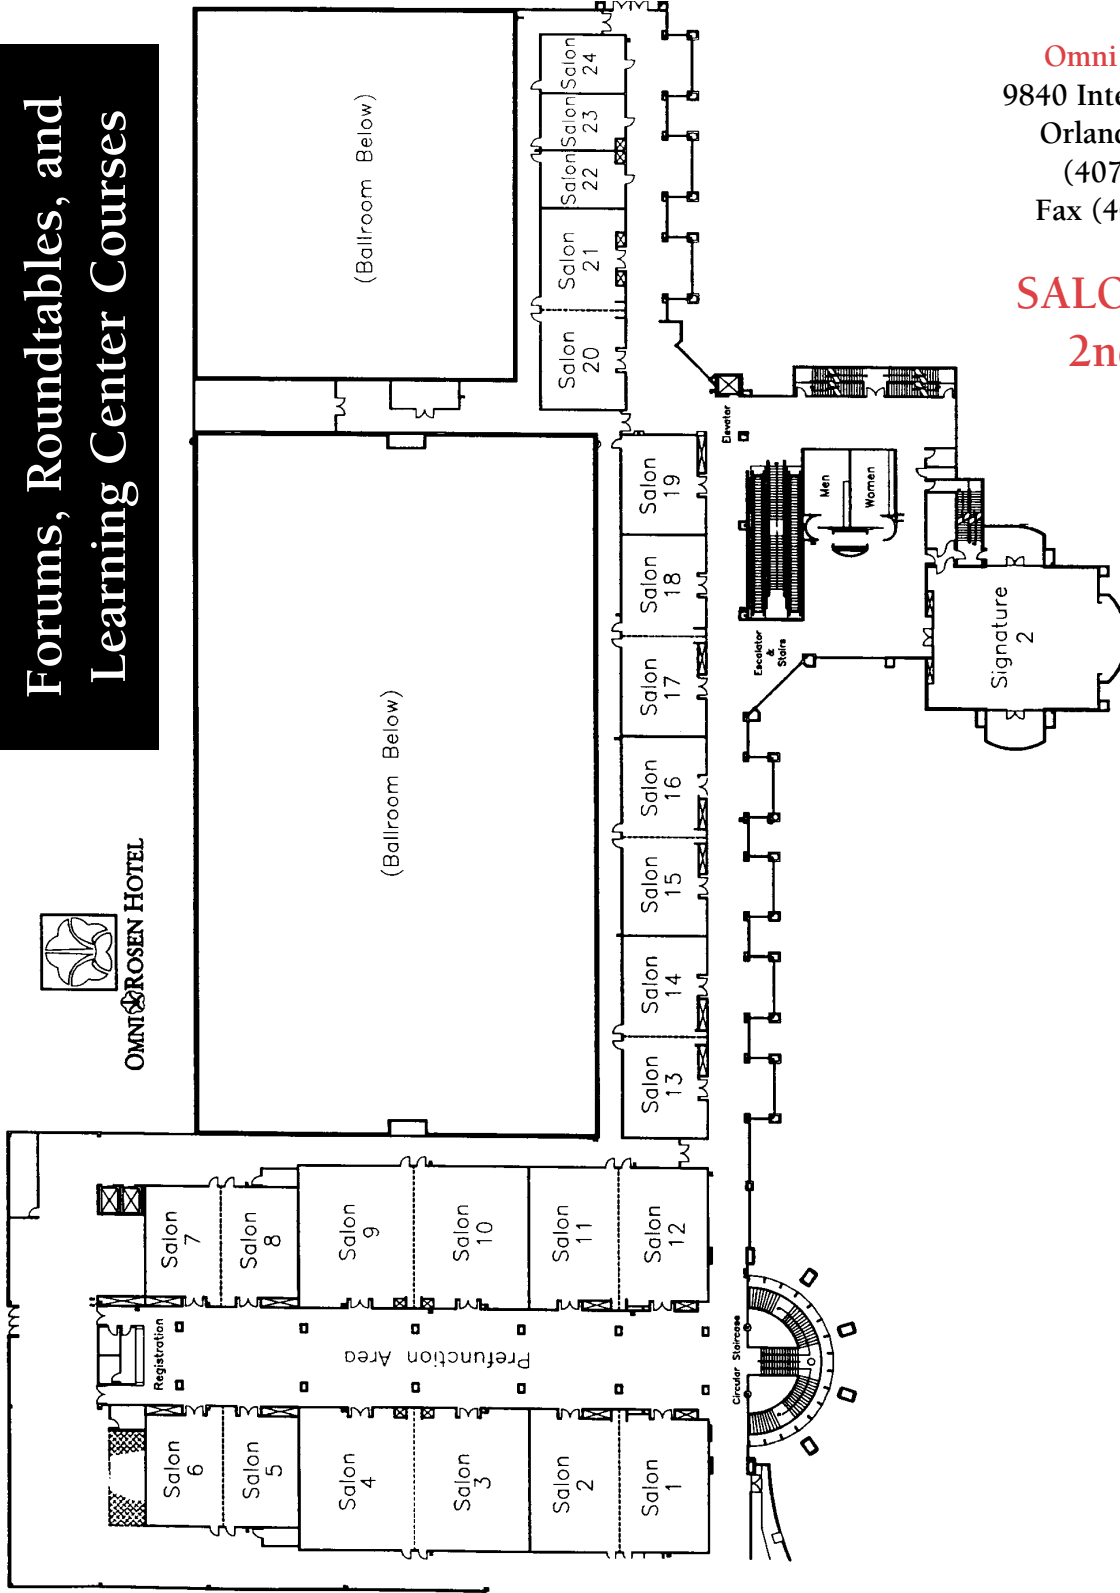 Forums, Roundtables, and
Learning Center Courses
OMNI ROSEN HOTEL
Omni
9840 Inte
Orland
(407
Fax (4
SALO
2n
(Ballroom Below)
Salon
24
Salon
23
Salon
22
Salon
21
Salon
20
Elevator
Men
Women
Escalator
&
Stairs
Signature
2
(Ballroom Below)
Salon
19
Salon
18
Salon
17
Salon
16
Salon
15
Salon
14
Salon
13
Salon
7
Salon
8
Salon
9
Salon
10
Salon
11
Salon
12
Registration
Prefunction Area
Circular Staircase
Salon
6
Salon
5
Salon
4
Salon
3
Salon
2
Salon
1